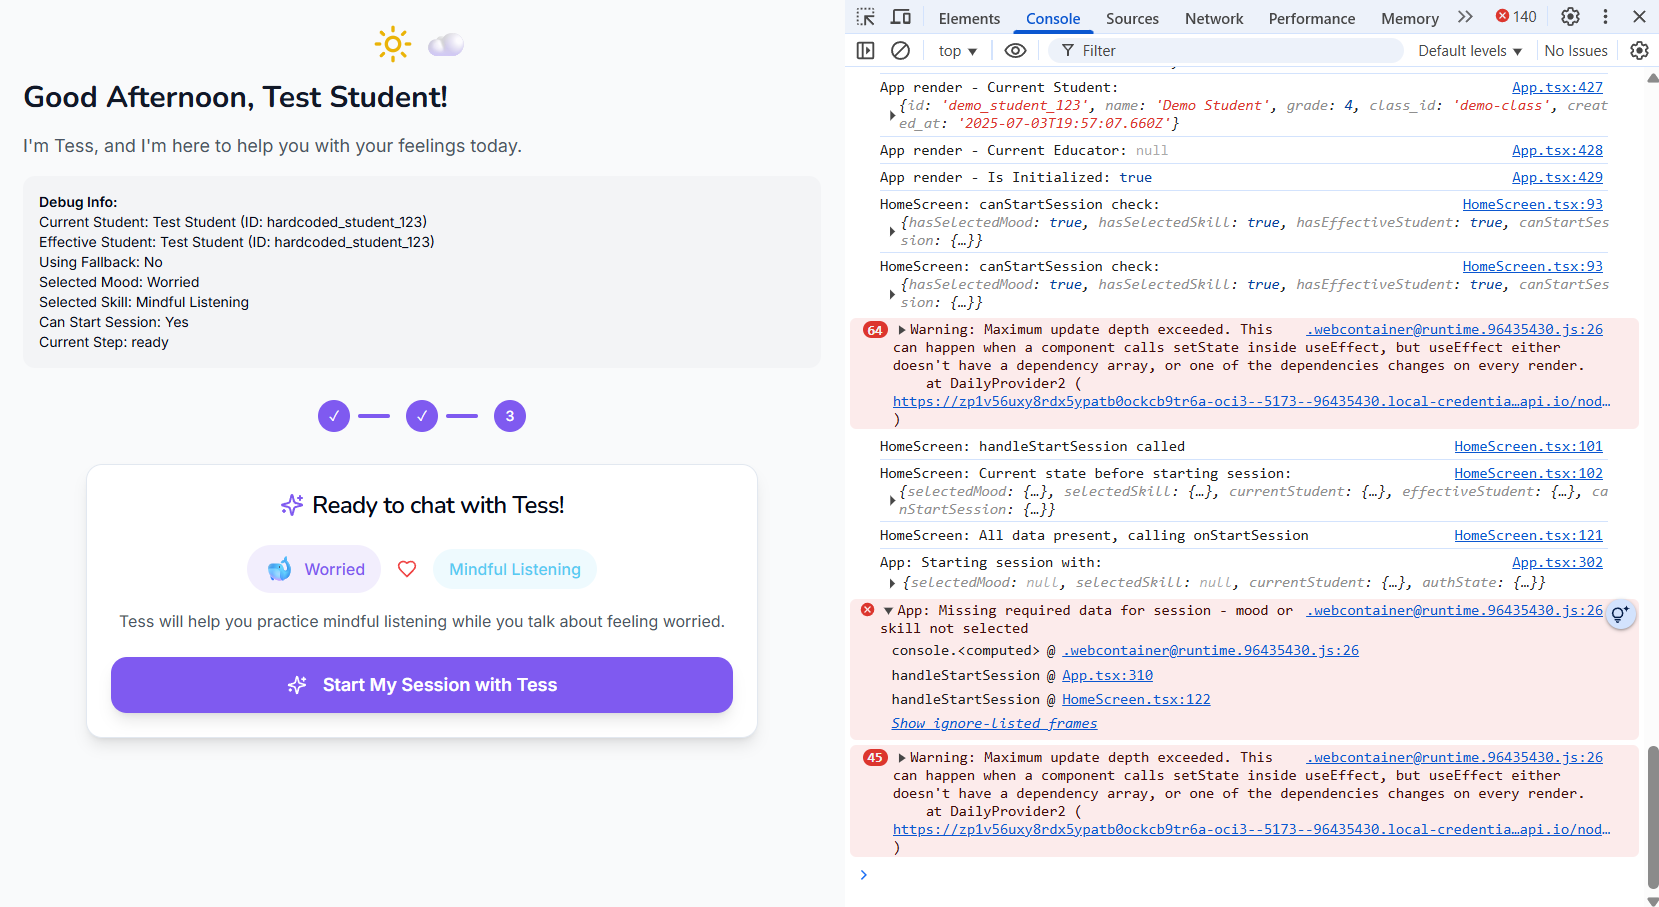 Good Afternoon, Test Student!
I'm Tess, and I'm here to help you with your feelings today.
Debug Info:
Current Student: Test Student (ID: hardcoded_student_123)
Effective Student: Test Student (ID: hardcoded_student_123)
Using Fallback: No
Selected Mood: Worried
Selected Skill: Mindful Listening
Can Start Session: Yes
Current Step: ready
✓ ✓ 3
Ready to chat with Tess!
Worried Mindful Listening
Tess will help you practice mindful listening while you talk about feeling worried.
Start My Session with Tess
Elements Console Sources Network Performance Memory 140
top Filter Default levels No Issues
App render - Current Student: App.tsx:427
{id: 'demo_student_123', name: 'Demo Student', grade: 4, class_id: 'demo-class', creat
ed_at: '2025-07-03T19:57:07.660Z'}
App render - Current Educator: null App.tsx:428
App render - Is Initialized: true App.tsx:429
HomeScreen: canStartSession check: HomeScreen.tsx:93
{hasSelectedMood: true, hasSelectedSkill: true, hasEffectiveStudent: true, canStartSes
sion: {…}}
HomeScreen: canStartSession check: HomeScreen.tsx:93
{hasSelectedMood: true, hasSelectedSkill: true, hasEffectiveStudent: true, canStartSes
sion: {…}}
64 Warning: Maximum update depth exceeded. This .webcontainer@runtime.96435430.js:26
can happen when a component calls setState inside useEffect, but useEffect either
doesn't have a dependency array, or one of the dependencies changes on every render.
at DailyProvider2 (
https://zp1v56uxy8rdx5ypatb0ockcb9tr6a-oci3--5173--96435430.local-credentia…api.io/nod…
)
HomeScreen: handleStartSession called HomeScreen.tsx:101
HomeScreen: Current state before starting session: HomeScreen.tsx:102
{selectedMood: {…}, selectedSkill: {…}, currentStudent: {…}, effectiveStudent: {…}, ca
nStartSession: {…}}
HomeScreen: All data present, calling onStartSession HomeScreen.tsx:121
App: Starting session with: App.tsx:302
{selectedMood: null, selectedSkill: null, currentStudent: {…}, authState: {…}}
App: Missing required data for session - mood or .webcontainer@runtime.96435430.js:26
skill not selected
console.<computed> @ .webcontainer@runtime.96435430.js:26
handleStartSession @ App.tsx:310
handleStartSession @ HomeScreen.tsx:122
Show ignore-listed frames
45 Warning: Maximum update depth exceeded. This .webcontainer@runtime.96435430.js:26
can happen when a component calls setState inside useEffect, but useEffect either
doesn't have a dependency array, or one of the dependencies changes on every render.
at DailyProvider2 (
https://zp1v56uxy8rdx5ypatb0ockcb9tr6a-oci3--5173--96435430.local-credentia…api.io/nod…
)